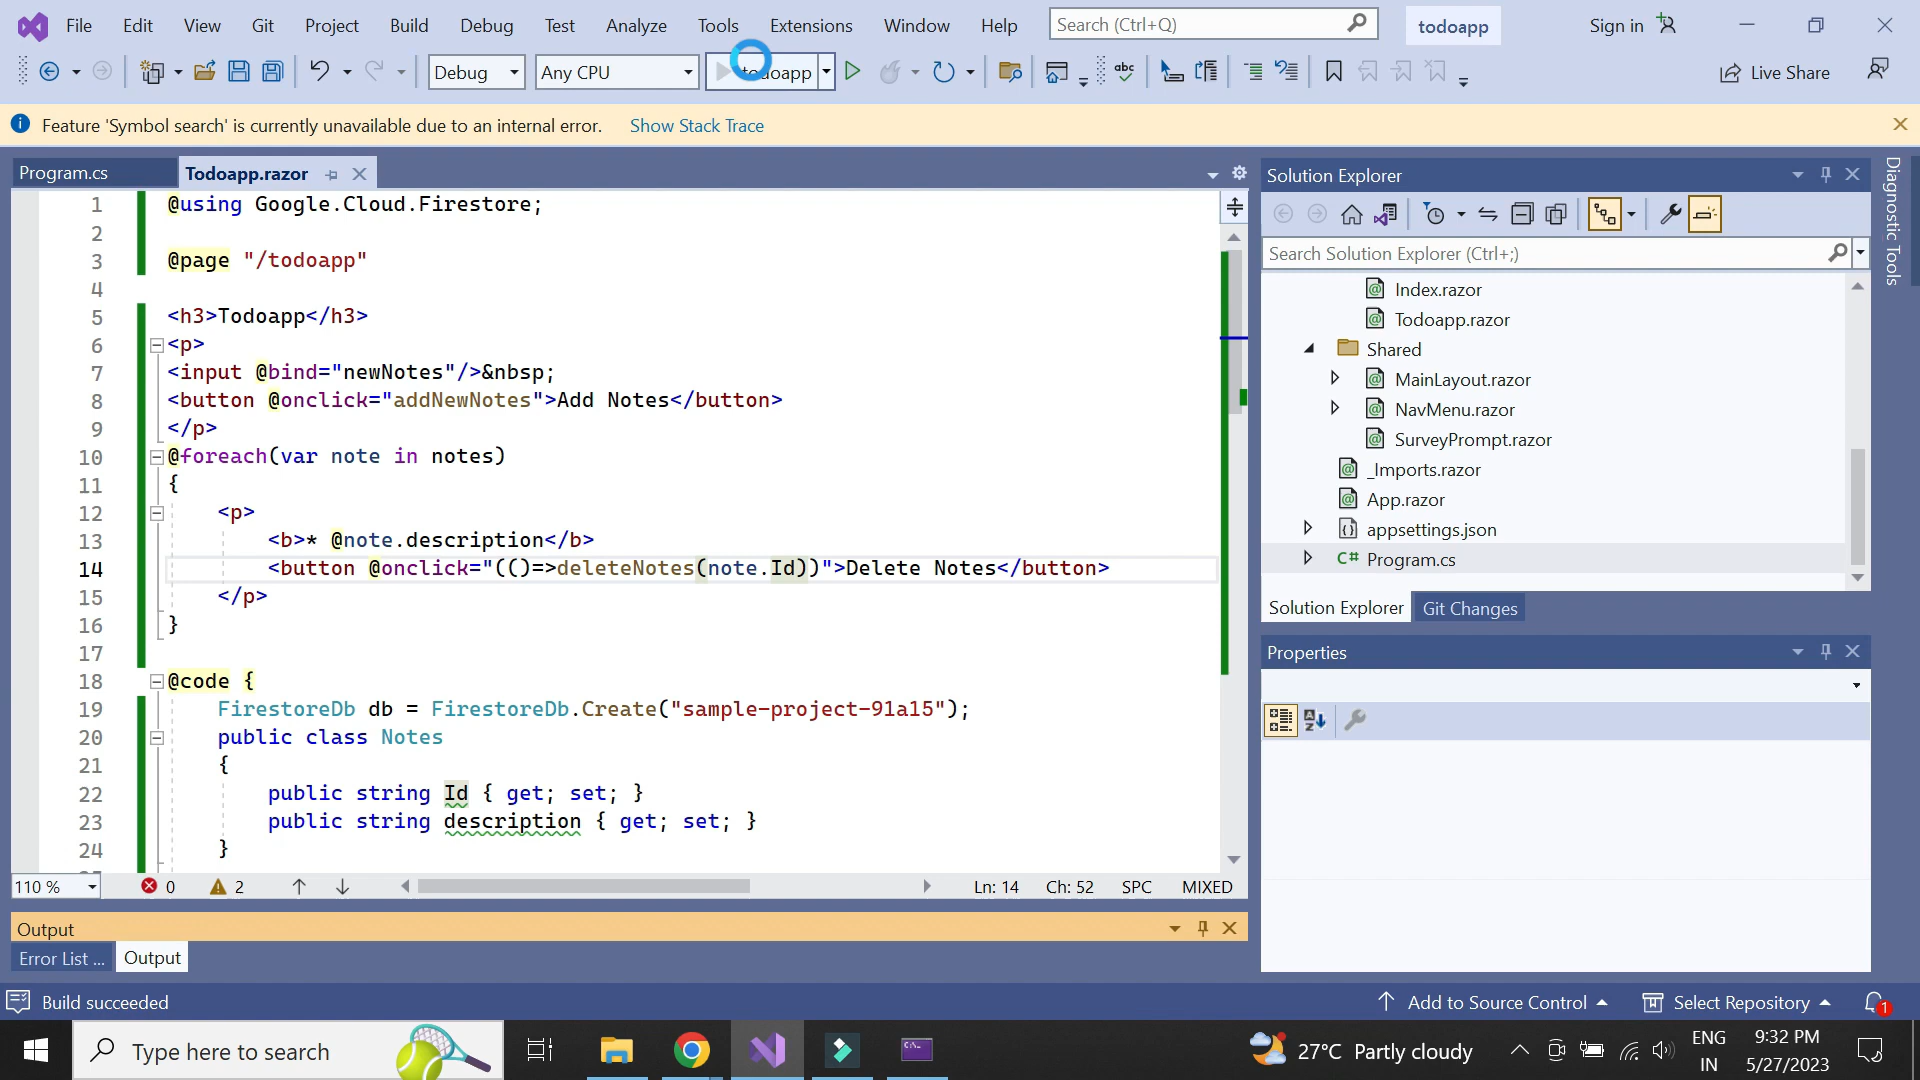 File Edit View Git Project Build Debug Test Analyze Tools Extensions Window Help Search (Ctrl+Q) todoapp Sign in
Debug Any CPU todoapp Live Share
Feature 'Symbol search' is currently unavailable due to an internal error. Show Stack Trace
Program.cs Todoapp.razor
1 @using Google.Cloud.Firestore;
2
3 @page "/todoapp"
4
5 <h3>Todoapp</h3>
6 <p>
7 <input @bind="newNotes"/>&nbsp;
8 <button @onclick="addNewNotes">Add Notes</button>
9 </p>
10 @foreach(var note in notes)
11 {
12 <p>
13 <b>* @note.description</b>
14 <button @onclick="(()=>deleteNotes(note.Id))">Delete Notes</button>
15 </p>
16 }
17
18 @code {
19 FirestoreDb db = FirestoreDb.Create("sample-project-91a15");
20 public class Notes
21 {
22 public string Id { get; set; }
23 public string description { get; set; }
24 }
110 % 0 2 Ln: 14 Ch: 52 SPC MIXED
Output
Error List ... Output
Solution Explorer
Search Solution Explorer (Ctrl+;)
Index.razor
Todoapp.razor
Shared
MainLayout.razor
NavMenu.razor
SurveyPrompt.razor
_Imports.razor
App.razor
appsettings.json
C# Program.cs
Solution Explorer Git Changes
Properties
Diagnostic Tools
Build succeeded Add to Source Control Select Repository 1
Type here to search 27°C Partly cloudy ENG IN 9:32 PM 5/27/2023